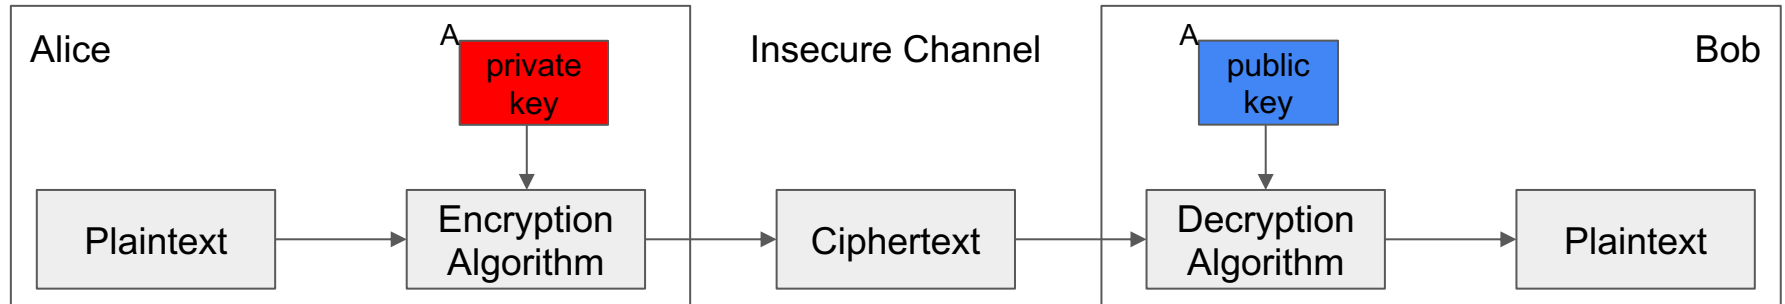 Alice
A
private
key
Insecure Channel
A
public
key
Bob
Plaintext
Encryption
Algorithm
Ciphertext
Decryption
Algorithm
Plaintext